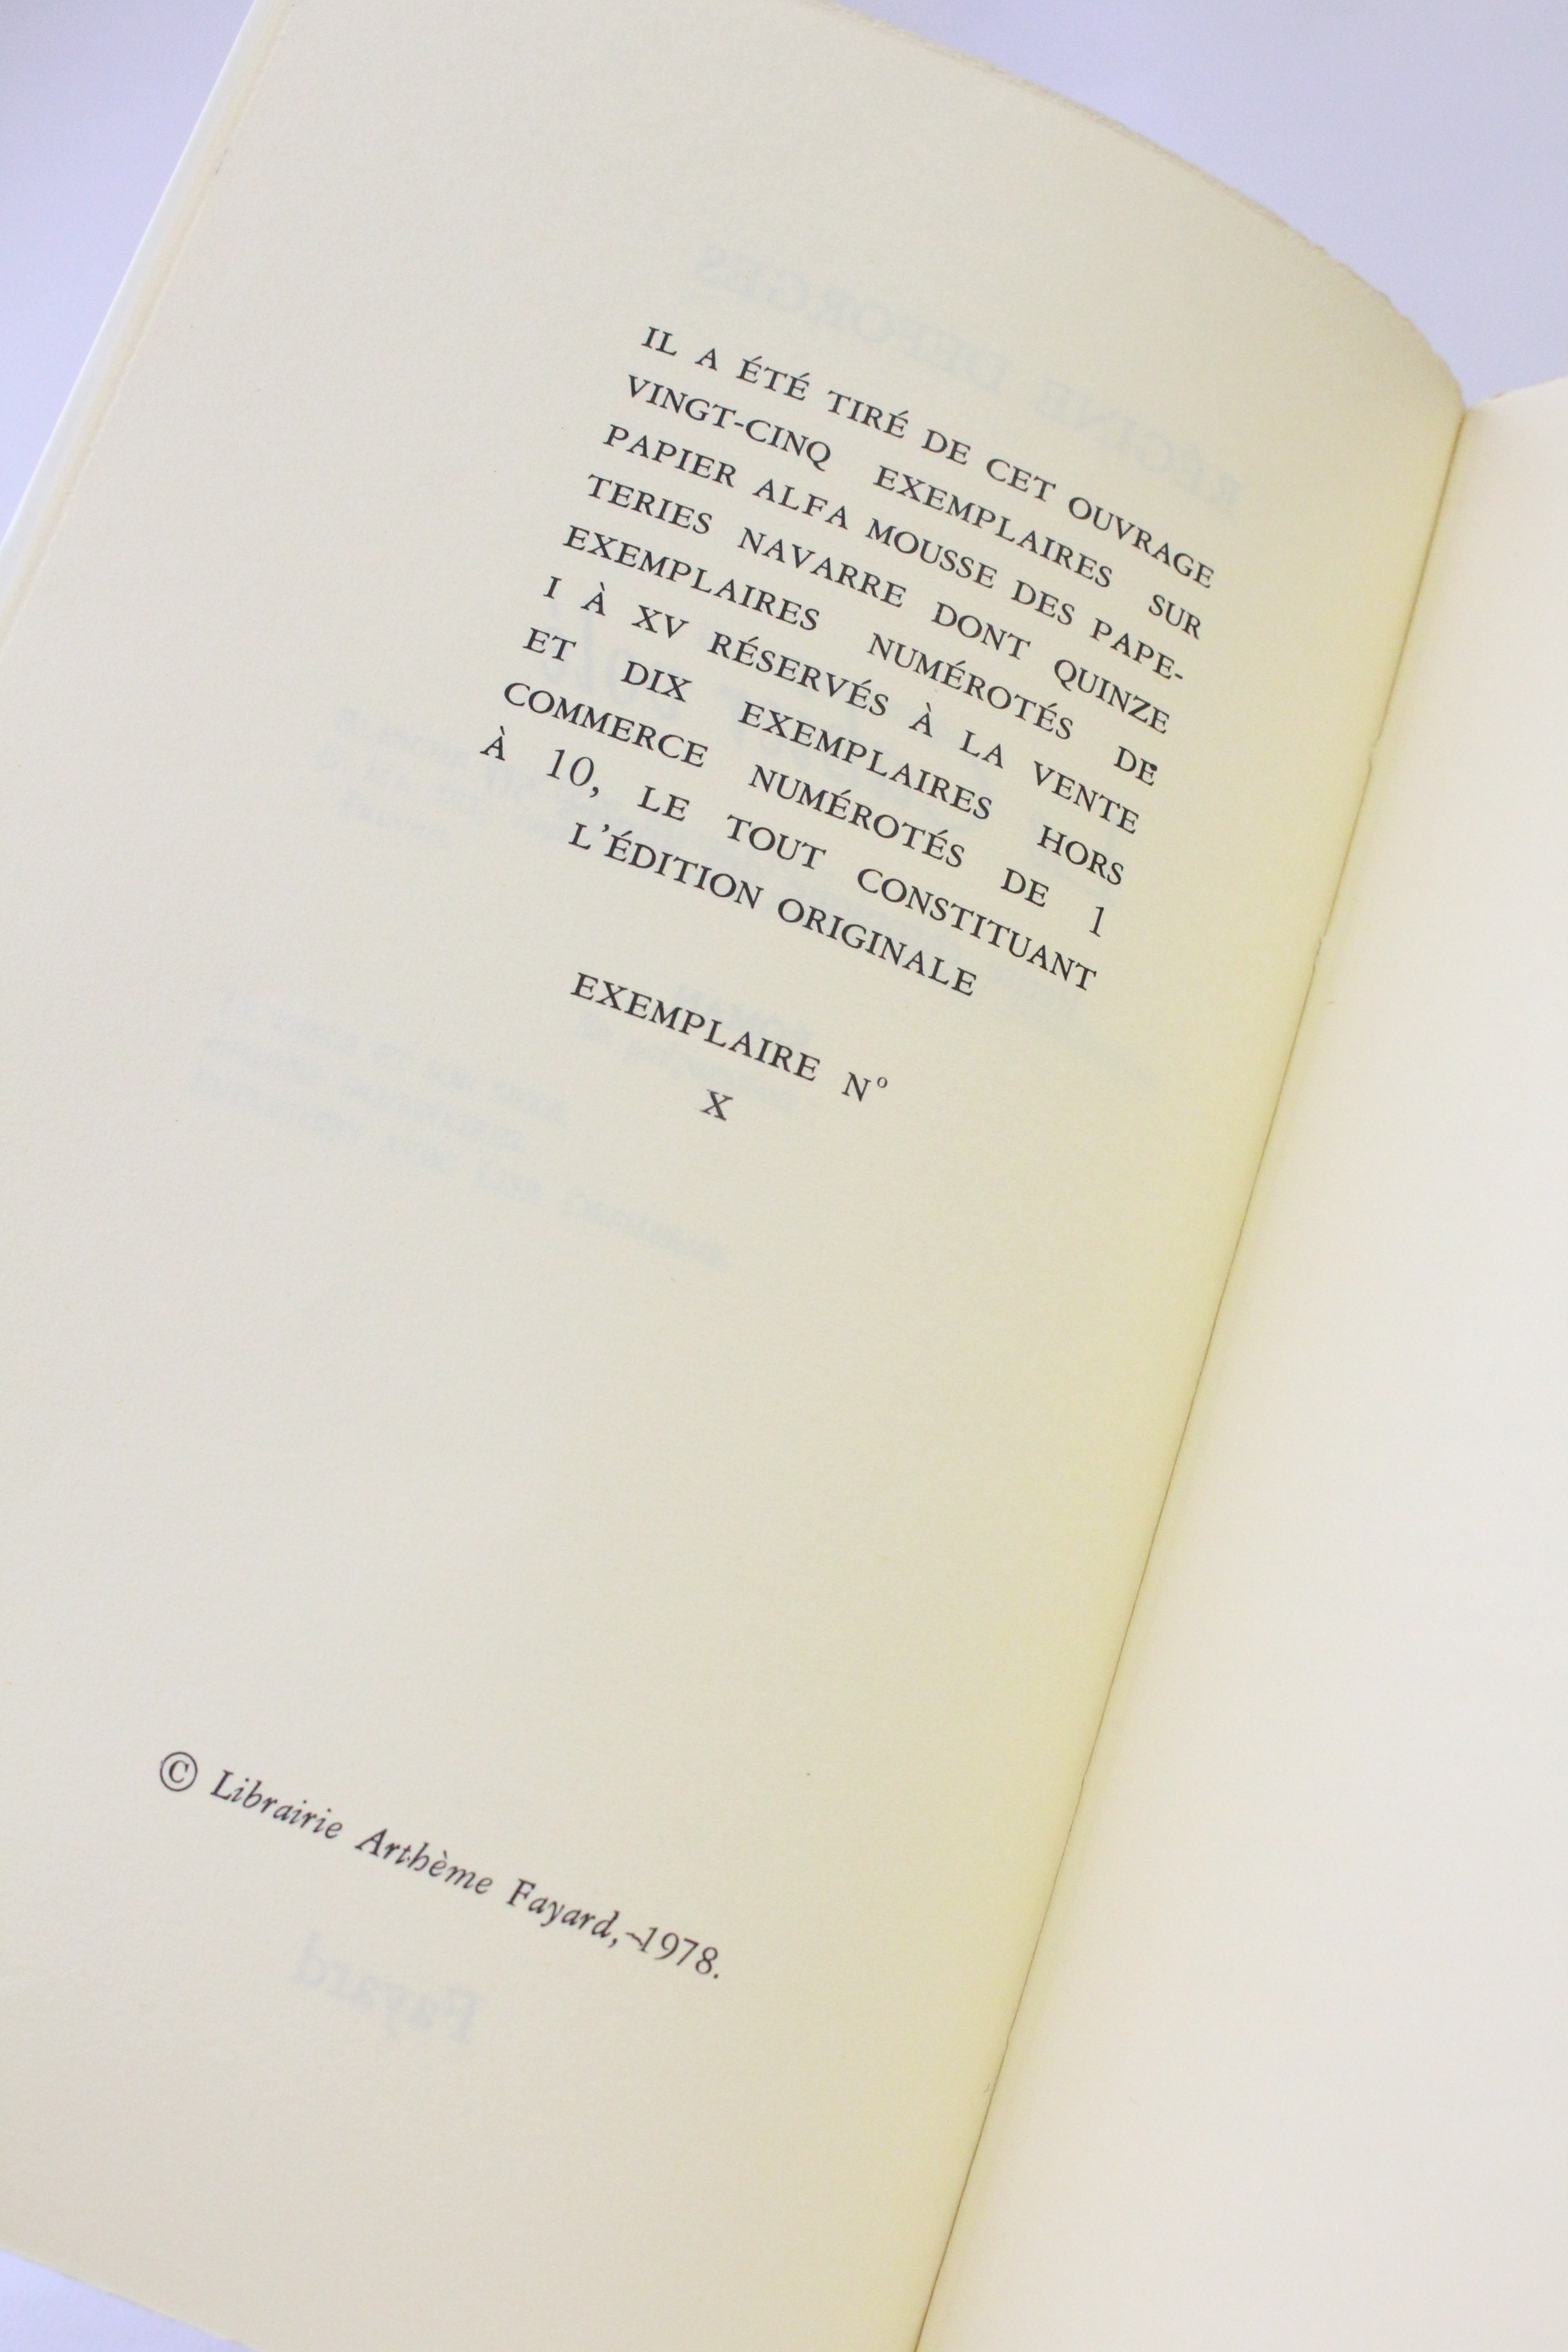 IL A ÉTÉ TIRÉ DE CET OUVRAGE
VINGT-CINQ EXEMPLAIRES SUR
PAPIER ALFA MOUSSE DES PAPE-
TERIES NAVARRE DONT QUINZE
EXEMPLAIRES NUMÉROTÉS DE
I À XV RÉSERVÉS À LA VENTE
ET DIX EXEMPLAIRES HORS
COMMERCE NUMÉROTÉS DE 1
À 10, LE TOUT CONSTITUANT
L'ÉDITION ORIGINALE
EXEMPLAIRE N°
X
© Librairie Arthème Fayard, 1978.
Fayard